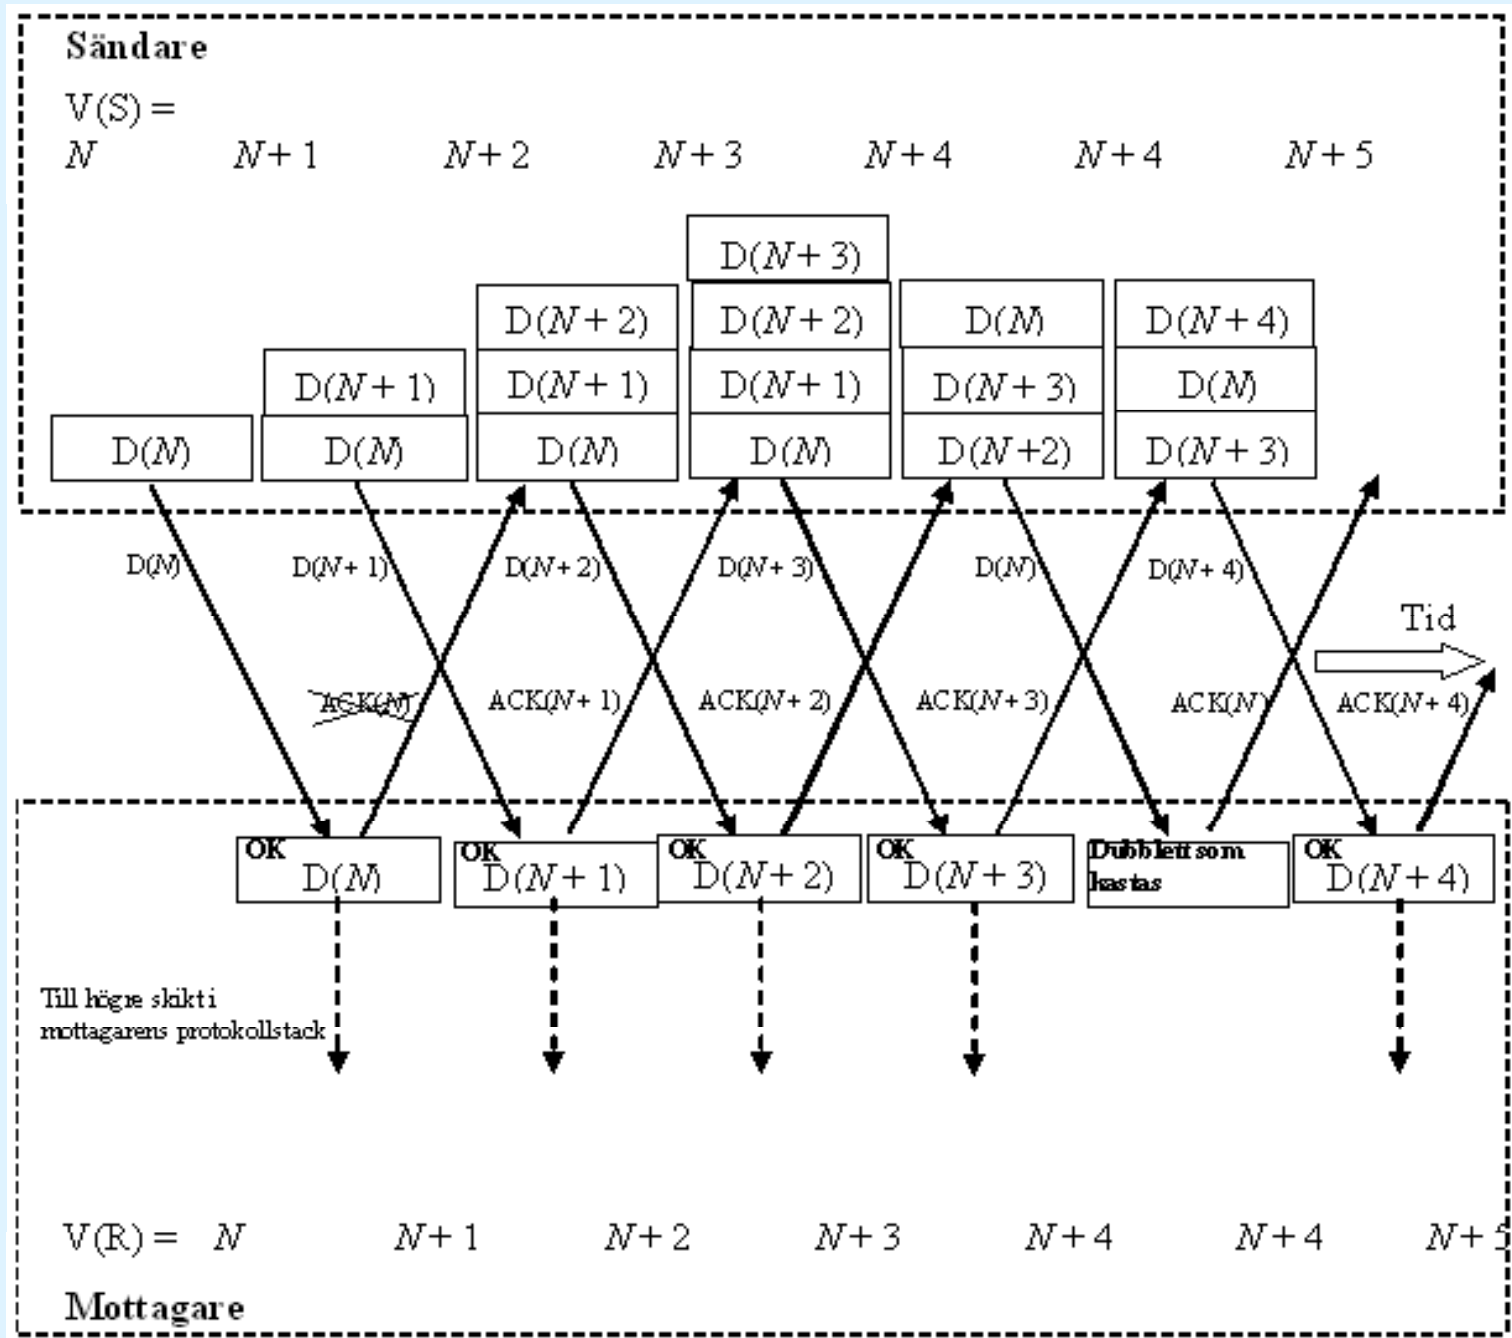 Sändare
V(S) =
N N+1 N+2 N+3 N+4 N+4 N+5
D(N+3)
D(N+2) D(N+2) D(N) D(N+4)
D(N+1) D(N+1) D(N+1) D(N+3) D(N)
D(N) D(N) D(N) D(N) D(N+2) D(N+3)
D(N) D(N+1) D(N+2) D(N+3) D(N) D(N+4)
Tid
ACK(N) ACK(N+1) ACK(N+2) ACK(N+3) ACK(N) ACK(N+4)
OK OK OK OK Dubblett som OK
D(N) D(N+1) D(N+2) D(N+3) kastas D(N+4)
Till högre skikt i
mottagarens protokollstack
V(R) = N N+1 N+2 N+3 N+4 N+4 N+5
Mottagare